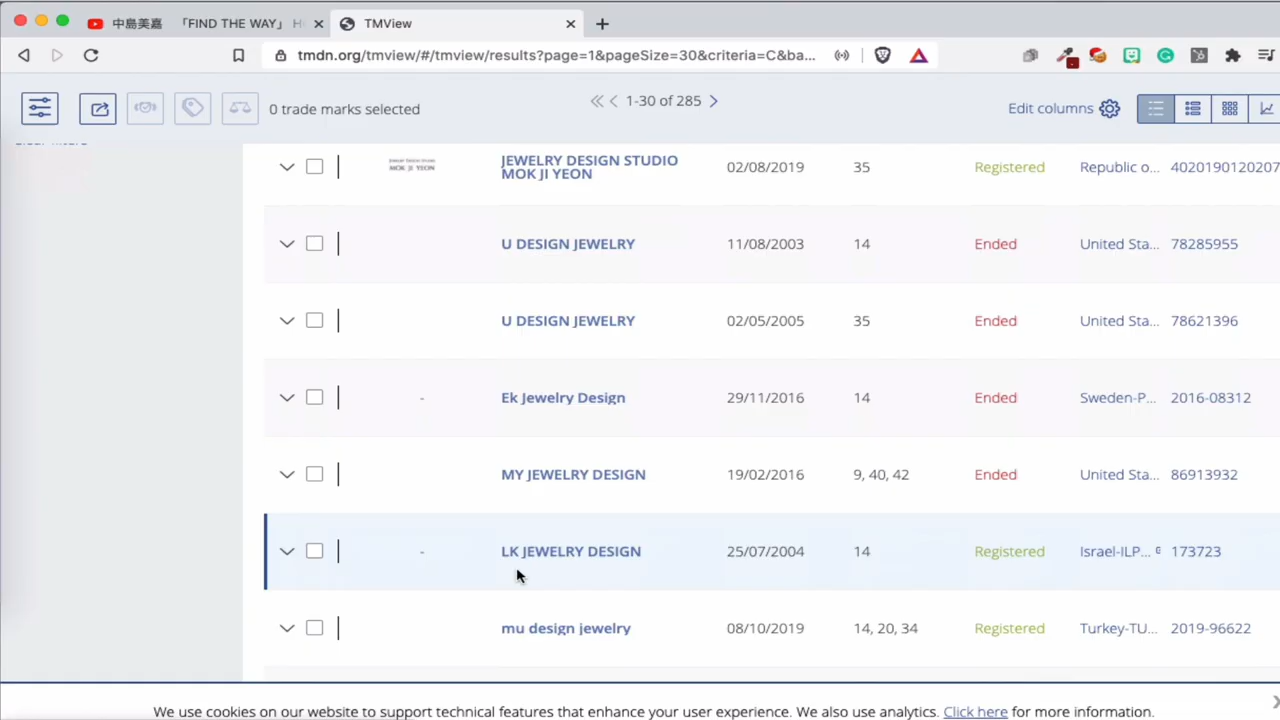 中島美嘉 「FIND THE WAY」
TMView
tmdn.org/tmview/#/tmview/results?page=1&pageSize=30&criteria=C&ba...
0 trade marks selected
1-30 of 285
Edit columns
JEWELRY DESIGN STUDIO
MOK JI YEON
JEWELRY DESIGN STUDIO MOK JI YEON 02/08/2019 35 Registered Republic o... 4020190120207
U DESIGN JEWELRY 11/08/2003 14 Ended United Sta... 78285955
U DESIGN JEWELRY 02/05/2005 35 Ended United Sta... 78621396
- Ek Jewelry Design 29/11/2016 14 Ended Sweden-P... 2016-08312
MY JEWELRY DESIGN 19/02/2016 9, 40, 42 Ended United Sta... 86913932
- LK JEWELRY DESIGN 25/07/2004 14 Registered Israel-ILP... 173723
mu design jewelry 08/10/2019 14, 20, 34 Registered Turkey-TU... 2019-96622
We use cookies on our website to support technical features that enhance your user experience. We also use analytics. Click here for more information.